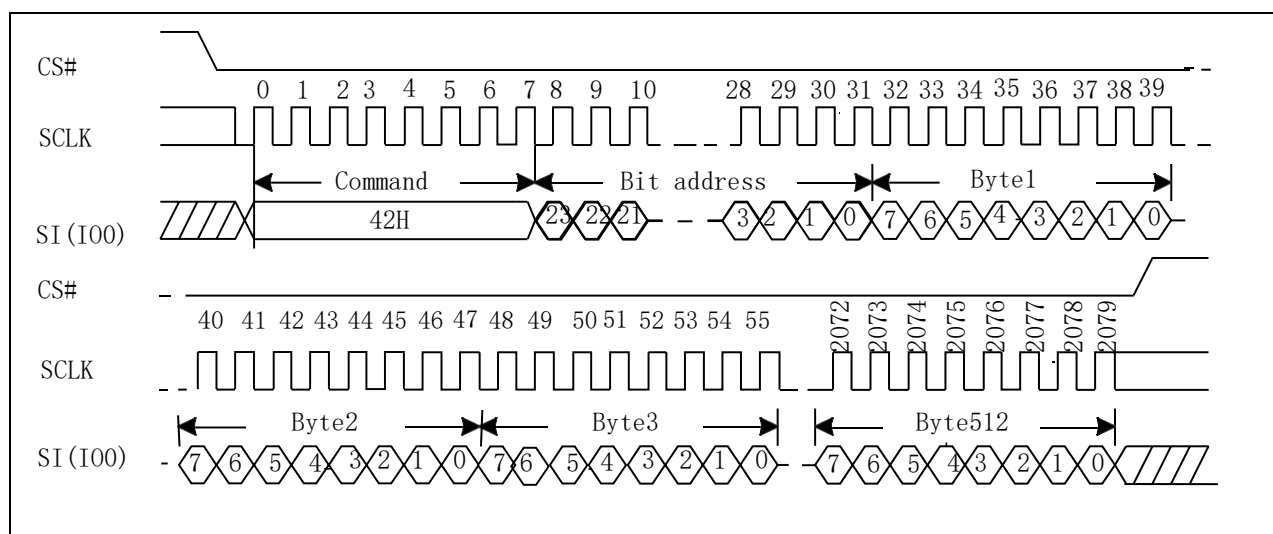 CS#
0 1 2 3 4 5 6 7 8 9 10 28 29 30 31 32 33 34 35 36 37 38 39
SCLK
Command Bit address Byte1
SI(IO0) 42H 23 22 21 3 2 1 0 7 6 5 4 3 2 1 0
CS#
40 41 42 43 44 45 46 47 48 49 50 51 52 53 54 55 2072 2073 2074 2075 2076 2077 2078 2079
SCLK
Byte2 Byte3 Byte512
SI(IO0) 7 6 5 4 3 2 1 0 7 6 5 4 3 2 1 0 7 6 5 4 3 2 1 0